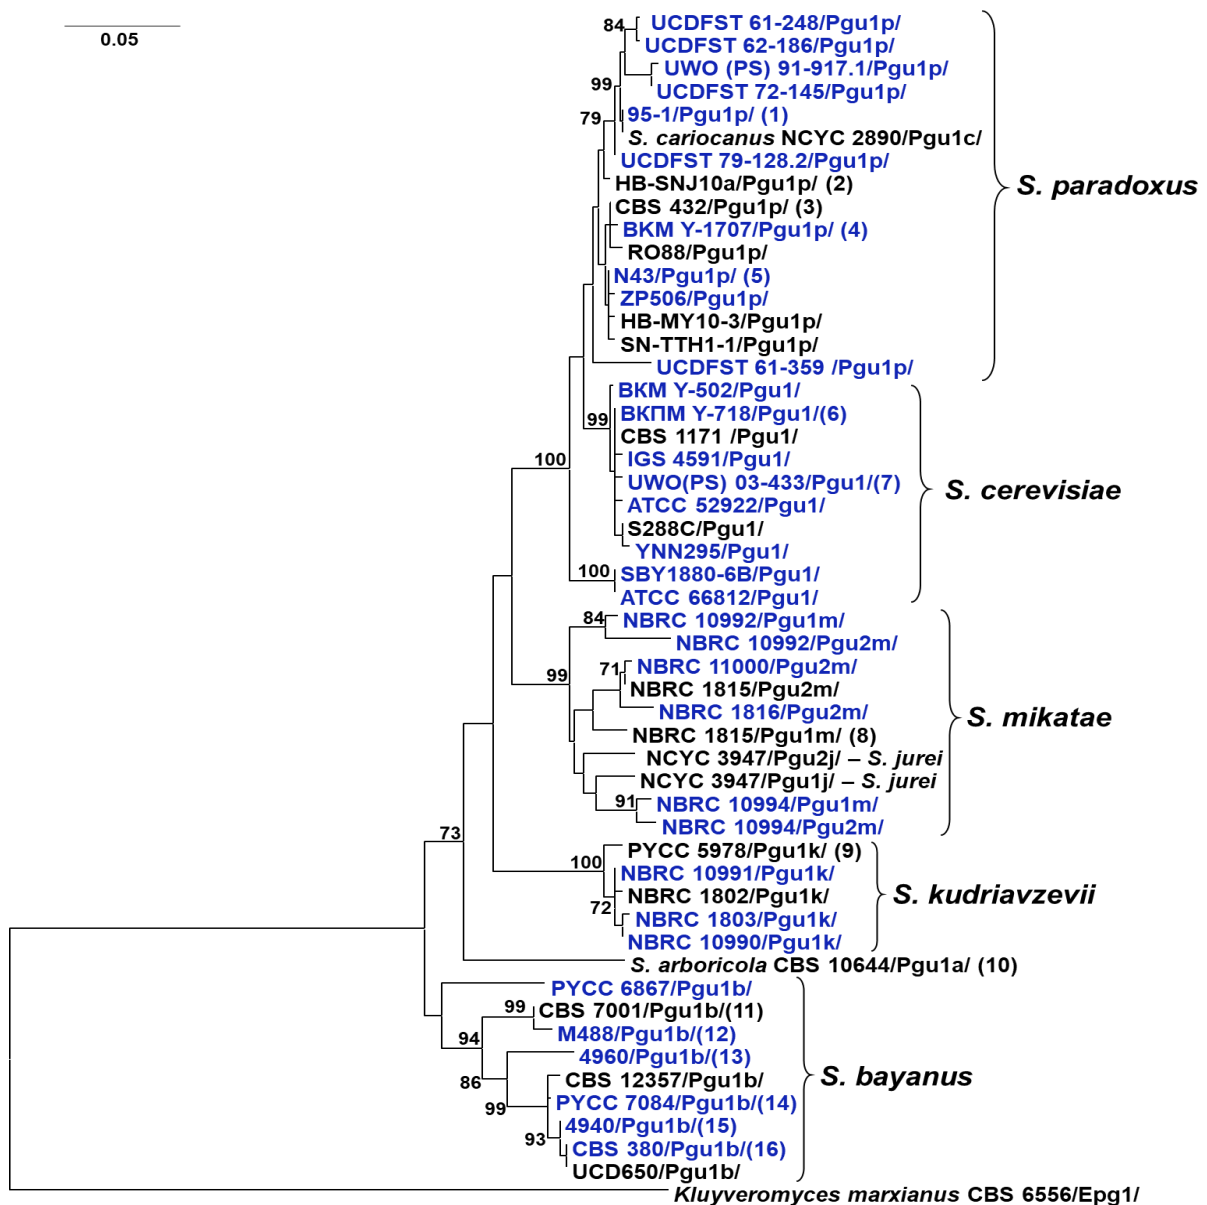 0.05
84
UCDFST 61-248/Pgu1p/
UCDFST 62-186/Pgu1p/
UWO (PS) 91-917.1/Pgu1p/
99
UCDFST 72-145/Pgu1p/
79
95-1/Pgu1p/ (1)
S. cariocanus NCYC 2890/Pgu1c/
UCDFST 79-128.2/Pgu1p/
HB-SNJ10a/Pgu1p/ (2)
S. paradoxus
CBS 432/Pgu1p/ (3)
BKM Y-1707/Pgu1p/ (4)
RO88/Pgu1p/
N43/Pgu1p/ (5)
ZP506/Pgu1p/
HB-MY10-3/Pgu1p/
SN-TTH1-1/Pgu1p/
UCDFST 61-359 /Pgu1p/
BKM Y-502/Pgu1/
99
ВКПМ Y-718/Pgu1/(6)
CBS 1171 /Pgu1/
100
IGS 4591/Pgu1/
UWO(PS) 03-433/Pgu1/(7)
S. cerevisiae
ATCC 52922/Pgu1/
S288C/Pgu1/
YNN295/Pgu1/
100
SBY1880-6B/Pgu1/
ATCC 66812/Pgu1/
84
NBRC 10992/Pgu1m/
NBRC 10992/Pgu2m/
99
71
NBRC 11000/Pgu2m/
NBRC 1815/Pgu2m/
NBRC 1816/Pgu2m/
S. mikatae
NBRC 1815/Pgu1m/ (8)
NCYC 3947/Pgu2j/ – S. jurei
NCYC 3947/Pgu1j/ – S. jurei
91
NBRC 10994/Pgu1m/
NBRC 10994/Pgu2m/
73
PYCC 5978/Pgu1k/ (9)
100
NBRC 10991/Pgu1k/
NBRC 1802/Pgu1k/
S. kudriavzevii
72
NBRC 1803/Pgu1k/
NBRC 10990/Pgu1k/
S. arboricola CBS 10644/Pgu1a/ (10)
PYCC 6867/Pgu1b/
99
CBS 7001/Pgu1b/(11)
94
M488/Pgu1b/(12)
4960/Pgu1b/(13)
86
CBS 12357/Pgu1b/
S. bayanus
99
PYCC 7084/Pgu1b/(14)
4940/Pgu1b/(15)
93
CBS 380/Pgu1b/(16)
UCD650/Pgu1b/
Kluyveromyces marxianus CBS 6556/Epg1/